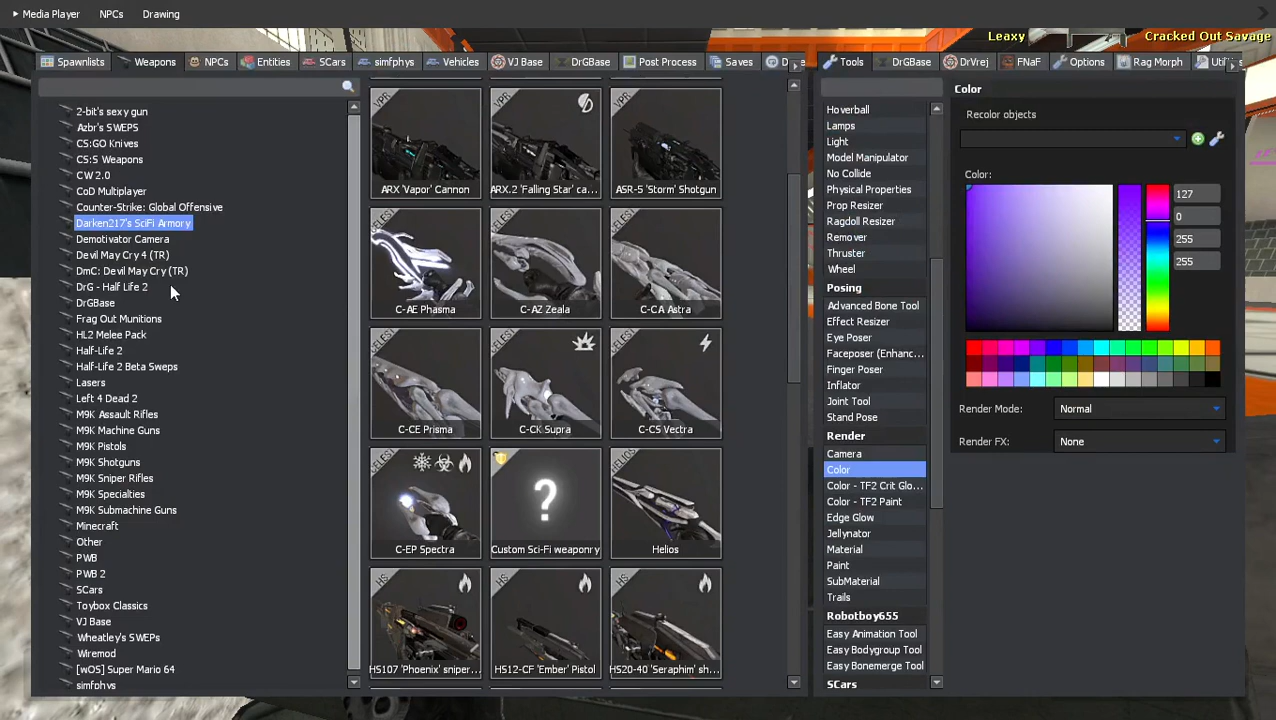 Media Player NPCs Drawing
Leaxy Cracked Out Savage
Spawnlists Weapons NPCs Entities SCars simfphys Vehicles VJ Base DrGBase Post Process Saves
Tools DrGBase DrVrej FNaF Options Rag Morph
2-bit's sexy gun
Azbr's SWEPS
CS:GO Knives
CS:S Weapons
CW 2.0
CoD Multiplayer
Counter-Strike: Global Offensive
Darken217's SciFi Armory
Demotivator Camera
Devil May Cry 4 (TR)
DmC: Devil May Cry (TR)
DrG - Half Life 2
DrGBase
Frag Out Munitions
HL2 Melee Pack
Half-Life 2
Half-Life 2 Beta Sweps
Lasers
Left 4 Dead 2
M9K Assault Rifles
M9K Machine Guns
M9K Pistols
M9K Shotguns
M9K Sniper Rifles
M9K Specialties
M9K Submachine Guns
Minecraft
Other
PWB
PWB 2
SCars
Toybox Classics
VJ Base
Wheatley's SWEPs
Wiremod
[wOS] Super Mario 64
simfphys
VPR VPR VPR
ARX 'Vapor' Cannon ARX.2 'Falling Star' ca... ASR-5 'Storm' Shotgun
C-AE Phasma C-AZ Zeala C-CA Astra
C-CE Prisma C-CK Supra C-CS Vectra
C-EP Spectra Custom Sci-Fi weaponry Helios
HS HS HS
HS107 'Phoenix' sniper... HS12-CF 'Ember' Pistol HS20-40 'Seraphim' sh...
Hoverball
Lamps
Light
Model Manipulator
No Collide
Physical Properties
Prop Resizer
Ragdoll Resizer
Remover
Thruster
Wheel
Posing
Advanced Bone Tool
Effect Resizer
Eye Poser
Faceposer (Enhanc...
Finger Poser
Inflator
Joint Tool
Stand Pose
Render
Camera
Color
Color - TF2 Crit Glo...
Color - TF2 Paint
Edge Glow
Jellynator
Material
Paint
SubMaterial
Trails
Robotboy655
Easy Animation Tool
Easy Bodygroup Tool
Easy Bonemerge Tool
SCars
Color
Recolor objects
Color:
127
0
255
255
Render Mode: Normal
Render FX: None